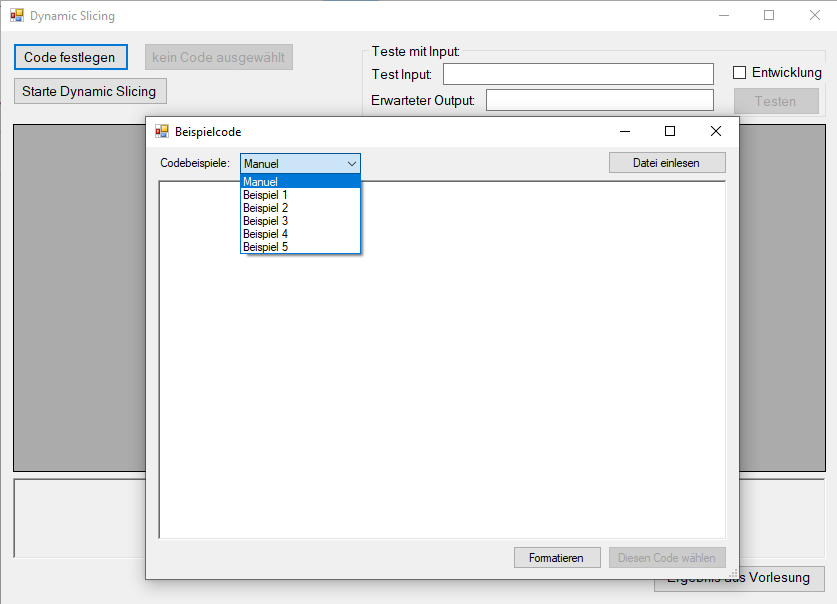 Dynamic Slicing
Code festlegen
kein Code ausgewählt
Starte Dynamic Slicing
Teste mit Input:
Test Input:
Entwicklung
Erwarteter Output:
Testen
Beispielcode
Codebeispiele:
Manuel
Datei einlesen
Manuel
Beispiel 1
Beispiel 2
Beispiel 3
Beispiel 4
Beispiel 5
Formatieren
Diesen Code wählen
Ergebnis aus Vorlesung